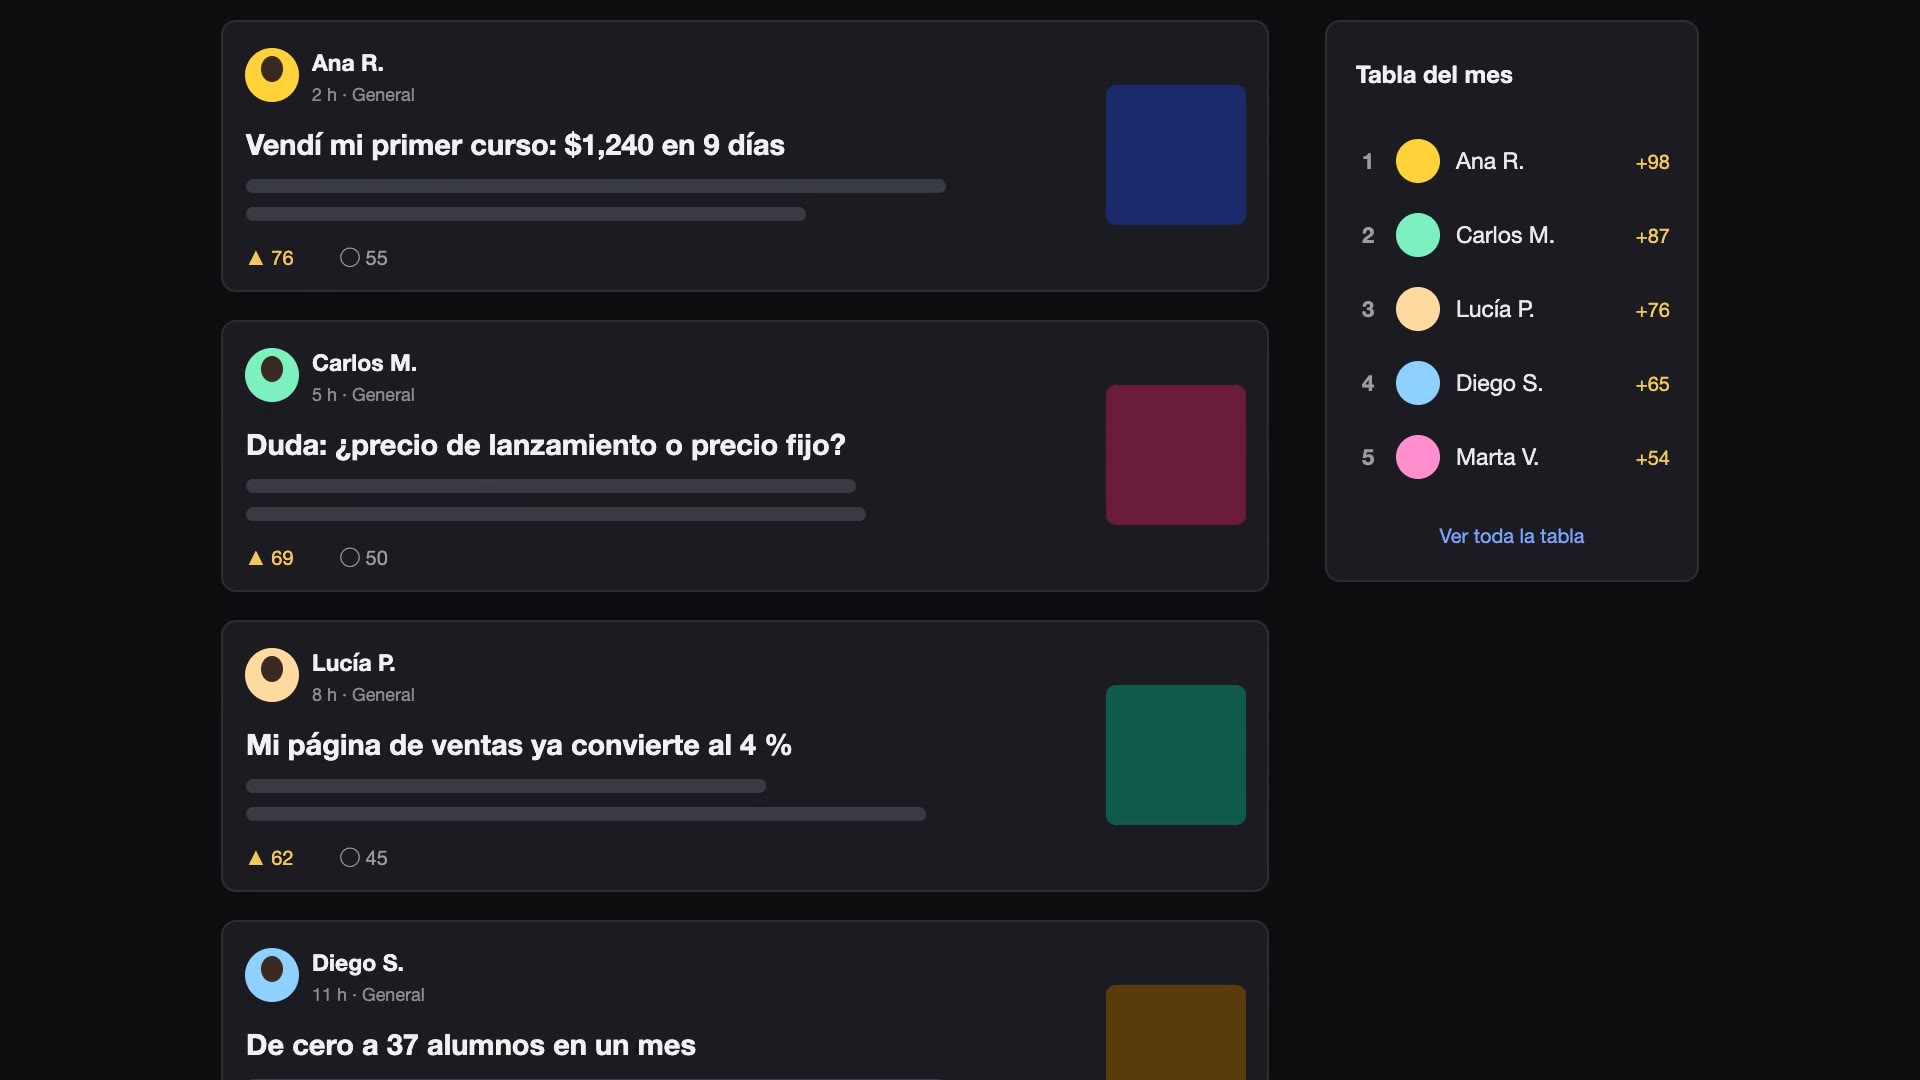 Ana R.
2 h · General
Vendí mi primer curso: $1,240 en 9 días
▲ 76 ◯ 55
Carlos M.
5 h · General
Duda: ¿precio de lanzamiento o precio fijo?
▲ 69 ◯ 50
Lucía P.
8 h · General
Mi página de ventas ya convierte al 4 %
▲ 62 ◯ 45
Diego S.
11 h · General
De cero a 37 alumnos en un mes
Tabla del mes
1 Ana R. +98
2 Carlos M. +87
3 Lucía P. +76
4 Diego S. +65
5 Marta V. +54
Ver toda la tabla